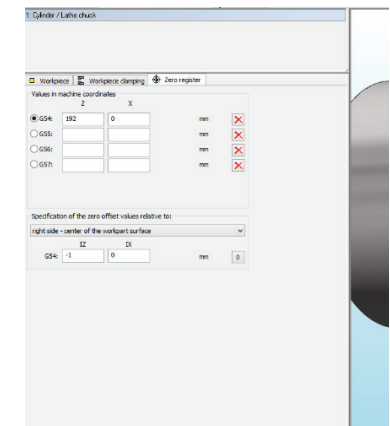 1: Cylinder / Lathe chuck
Workpiece Workpiece clamping Zero register
Values in machine coordinates
Z X
G54: 192 0 mm
G55: mm
G56: mm
G57: mm
Specification of the zero offset values relative to:
right side - center of the workpart surface
IZ IX
G54: -1 0 mm 0